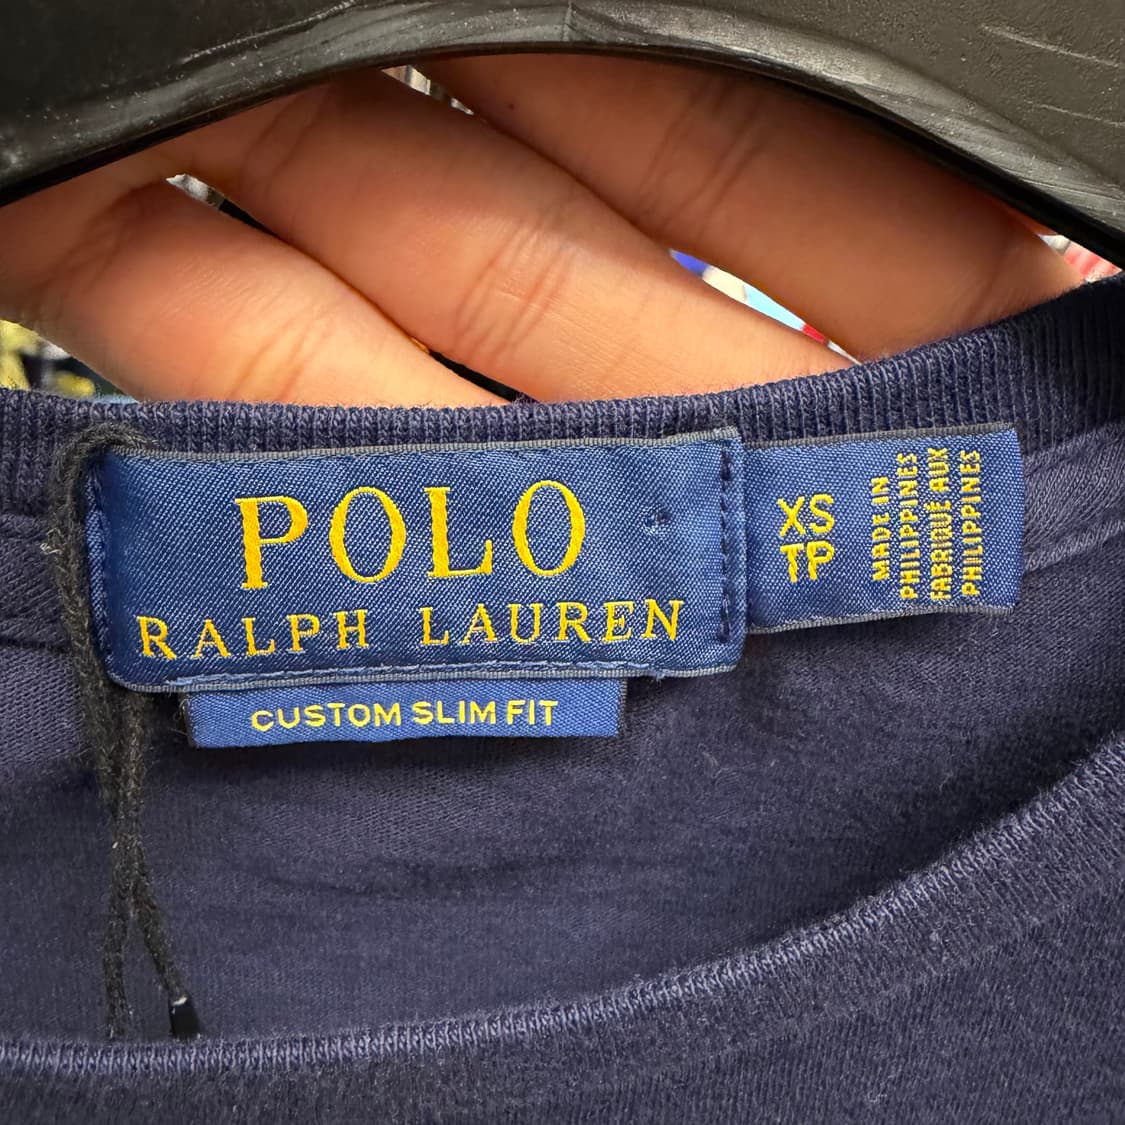 POLO
RALPH LAUREN
CUSTOM SLIM FIT
XS
TP
MADE IN
PHILIPPINES
FABRIQUÉ AUX
PHILIPPINES